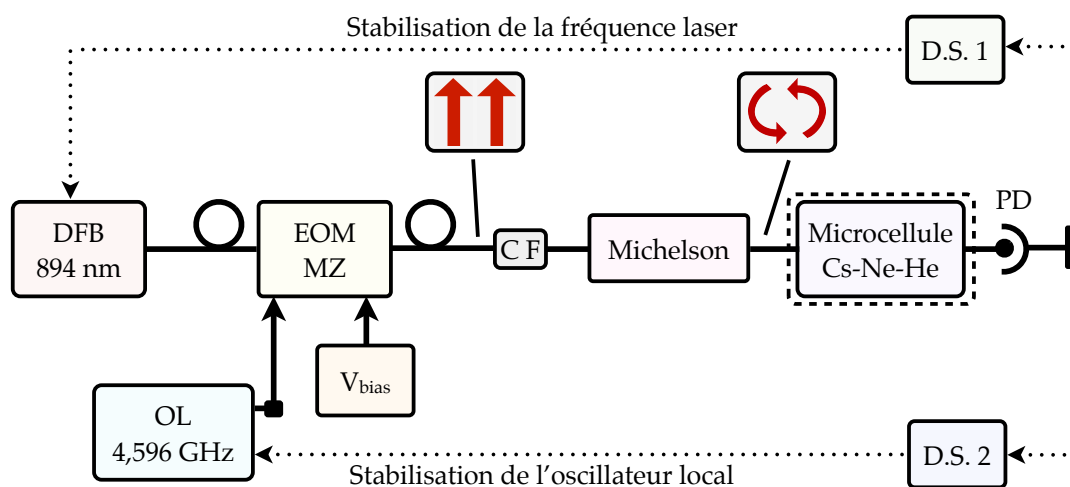 Stabilisation de la fréquence laser
D.S. 1
DFB
894 nm
EOM
MZ
C F
Michelson
Microcellule
Cs-Ne-He
PD
Vbias
OL
4,596 GHz
D.S. 2
Stabilisation de l'oscillateur local